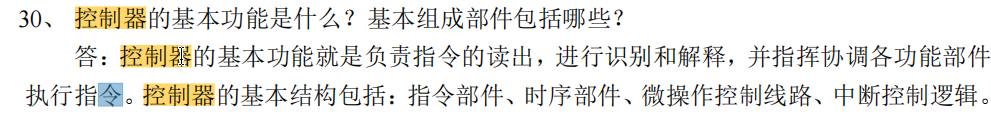 30、 控制器的基本功能是什么？基本组成部件包括哪些？
答：控制器的基本功能就是负责指令的读出，进行识别和解释，并指挥协调各功能部件
执行指令。控制器的基本结构包括：指令部件、时序部件、微操作控制线路、中断控制逻辑。